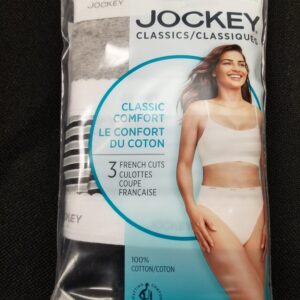 JOCKEY
JOCKEY
CLASSICS/CLASSIQUES
CLASSIC
COMFORT
LE CONFORT
DU COTON
3 FRENCH CUTS
CULOTTES
COUPE
FRANÇAISE
JOCKEY
100%
COTTON/COTON